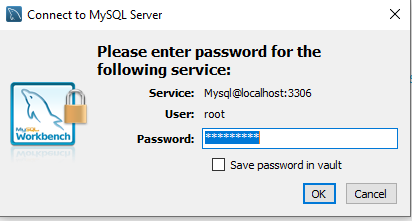 Connect to MySQL Server
Please enter password for the
following service:
Service: Mysql@localhost:3306
User: root
Password: **********
Save password in vault
MySQL
Workbench
OK Cancel